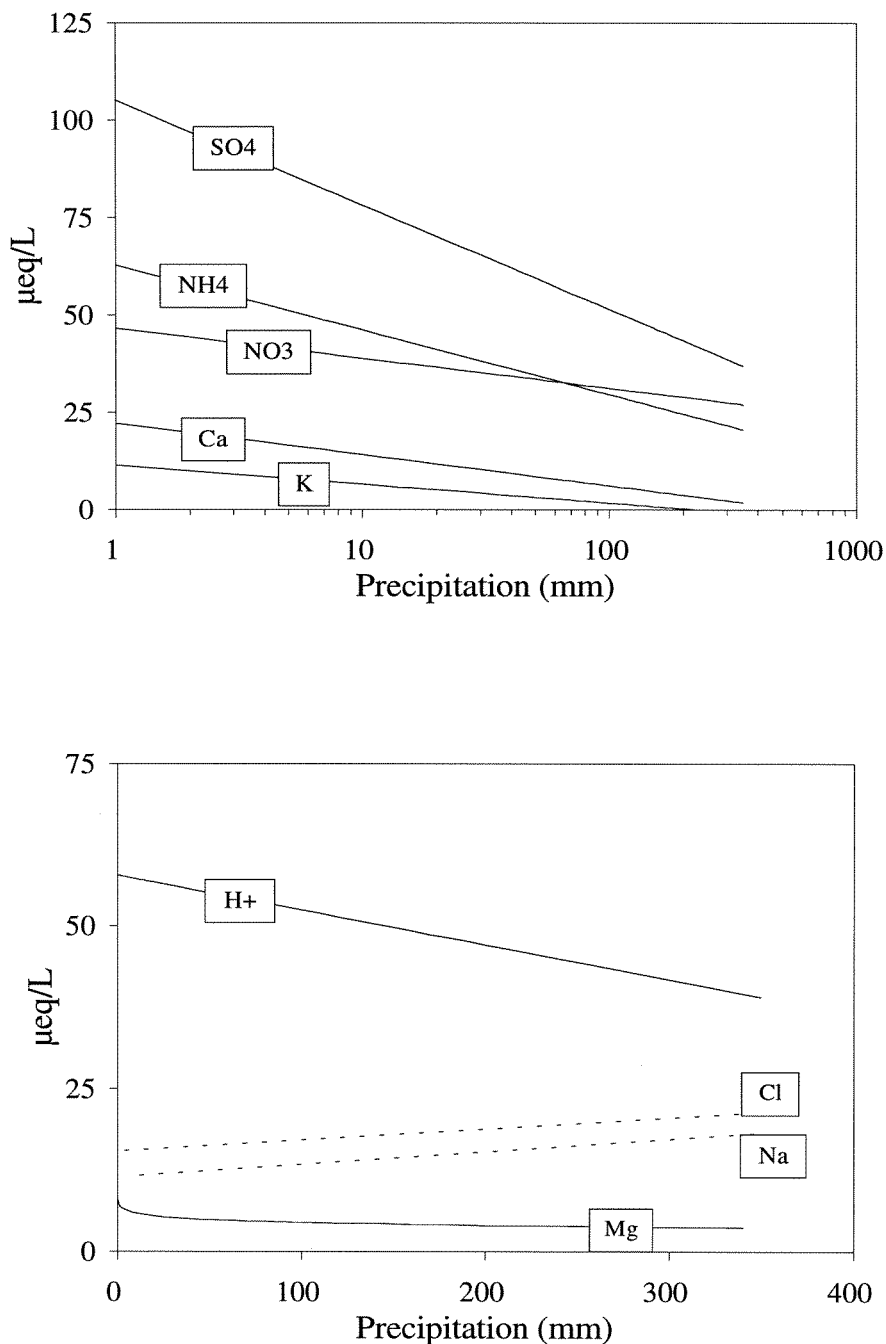 125
100
75
50
25
0
µeq/L
SO4
NH4
NO3
Ca
K
1 10 100 1000
Precipitation (mm)
75
50
25
0
µeq/L
H+
Cl
Na
Mg
0 100 200 300 400
Precipitation (mm)